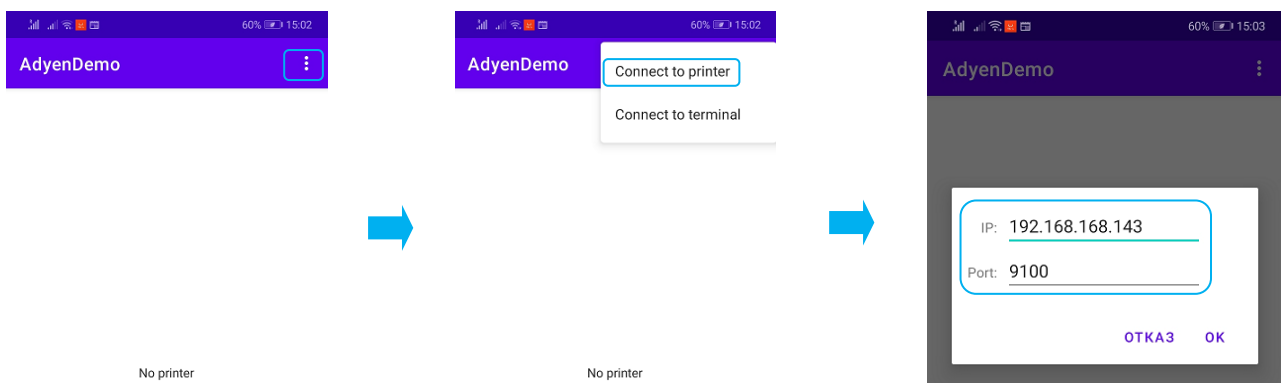 60% 15:02
AdyenDemo
No printer
60% 15:02
AdyenDemo
Connect to printer
Connect to terminal
No printer
60% 15:03
AdyenDemo
IP: 192.168.168.143
Port: 9100
ОТКАЗ OK